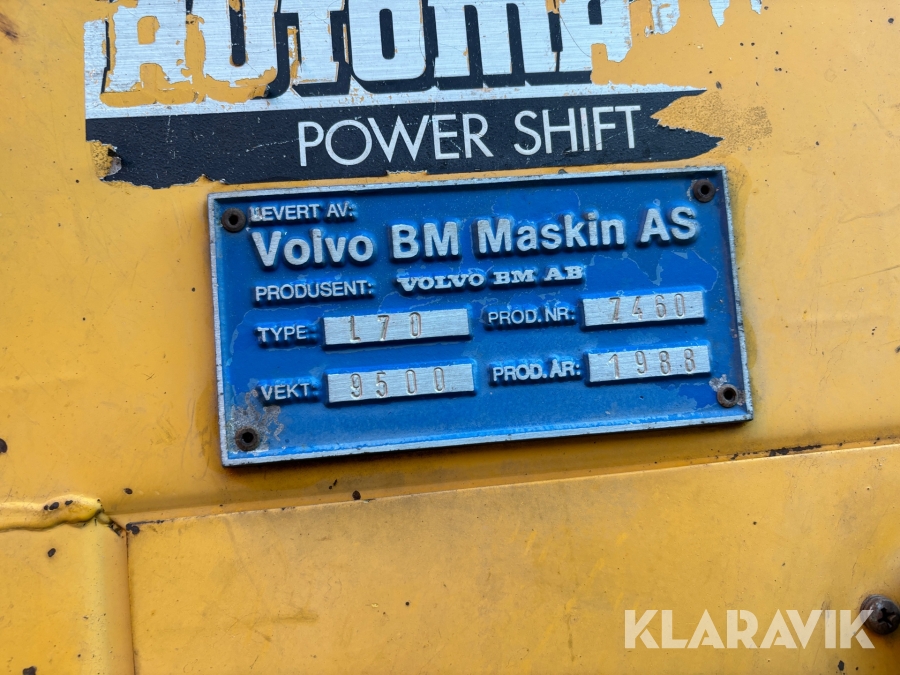 POWER SHIFT
LEVERT AV:
Volvo BM Maskin AS
PRODUSENT: VOLVO BM AB
TYPE: L70 PROD. NR: 7460
VEKT: 9500 PROD. ÅR: 1988
KLARAVIK